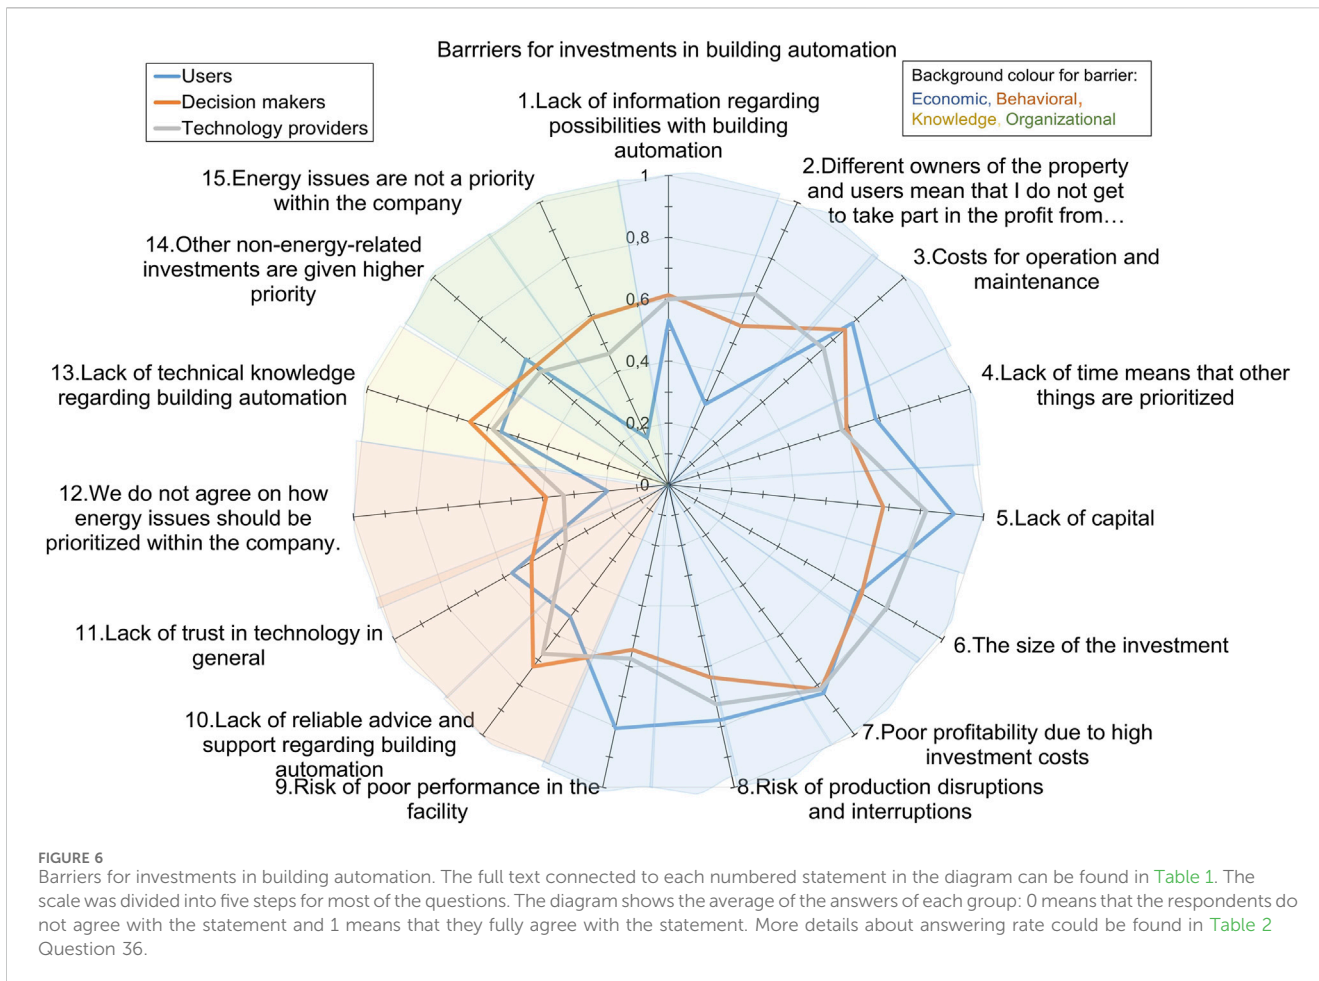 Barrriers for investments in building automation
Users
Decision makers
Technology providers
Background colour for barrier:
Economic, Behavioral,
Knowledge, Organizational
1.Lack of information regarding
possibilities with building
automation
2.Different owners of the property
and users mean that I do not get
to take part in the profit from…
3.Costs for operation and
maintenance
4.Lack of time means that other
things are prioritized
5.Lack of capital
6.The size of the investment
7.Poor profitability due to high
investment costs
8.Risk of production disruptions
and interruptions
9.Risk of poor performance in the
facility
10.Lack of reliable advice and
support regarding building
automation
11.Lack of trust in technology in
general
12.We do not agree on how
energy issues should be
prioritized within the company.
13.Lack of technical knowledge
regarding building automation
14.Other non-energy-related
investments are given higher
priority
15.Energy issues are not a priority
within the company
1
0,8
0,6
0,4
0,2
0
FIGURE 6
Barriers for investments in building automation. The full text connected to each numbered statement in the diagram can be found in Table 1. The
scale was divided into five steps for most of the questions. The diagram shows the average of the answers of each group: 0 means that the respondents do
not agree with the statement and 1 means that they fully agree with the statement. More details about answering rate could be found in Table 2
Question 36.